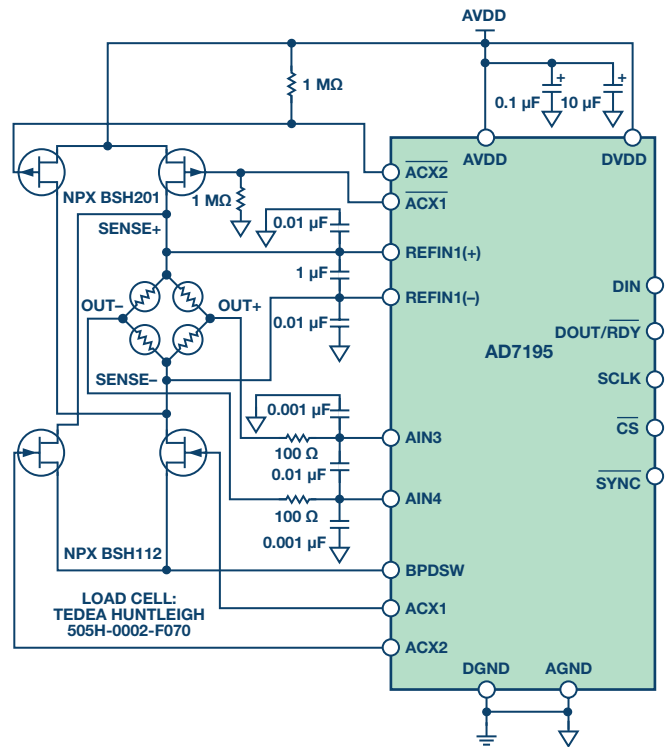 AVDD
1 MΩ
0.1 µF
10 µF
+
+
AVDD
DVDD
ACX2
ACX1
NPX BSH201
1 MΩ
SENSE+
0.01 µF
REFIN1(+)
1 µF
REFIN1(–)
0.01 µF
OUT–
OUT+
DIN
DOUT/RDY
AD7195
SCLK
SENSE–
0.001 µF
CS
AIN3
100 Ω
0.01 µF
SYNC
AIN4
100 Ω
0.001 µF
NPX BSH112
BPDSW
LOAD CELL:
TEDEA HUNTLEIGH
505H-0002-F070
ACX1
ACX2
DGND
AGND